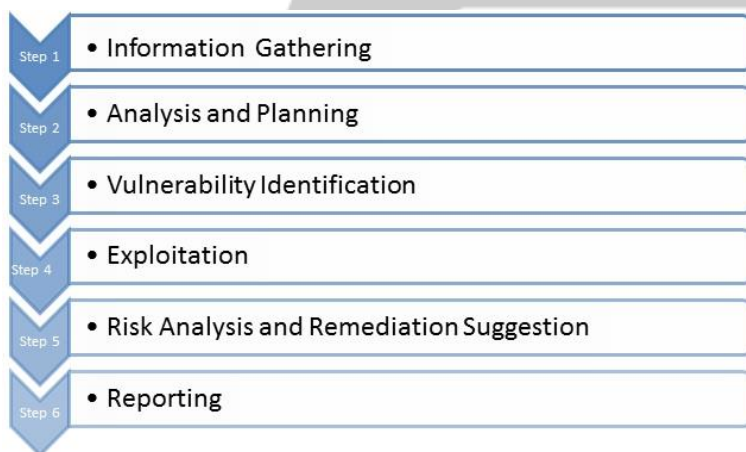 Step 1 • Information Gathering
Step 2 • Analysis and Planning
Step 3 • Vulnerability Identification
Step 4 • Exploitation
Step 5 • Risk Analysis and Remediation Suggestion
Step 6 • Reporting